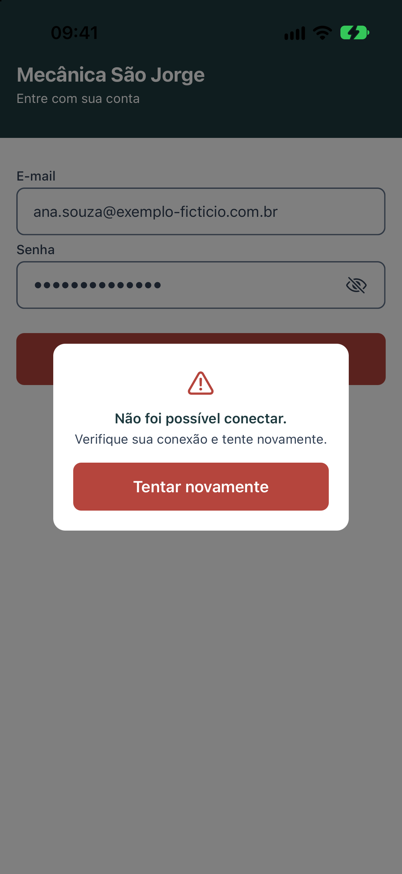 09:41
Mecânica São Jorge
Entre com sua conta
E-mail
ana.souza@exemplo-ficticio.com.br
Senha
••••••••••••••
Não foi possível conectar.
Verifique sua conexão e tente novamente.
Tentar novamente